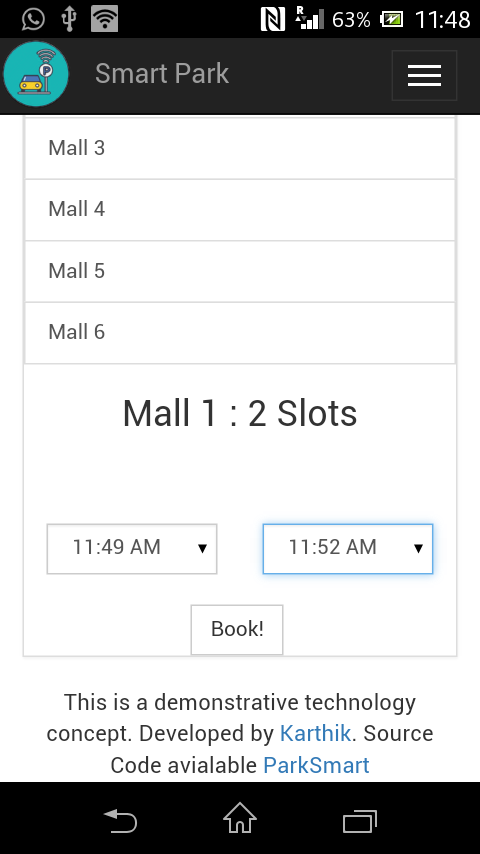 R 63% 11:48
P Smart Park
Mall 3
Mall 4
Mall 5
Mall 6
Mall 1 : 2 Slots
11:49 AM 11:52 AM
Book!
This is a demonstrative technology
concept. Developed by Karthik. Source
Code avialable ParkSmart